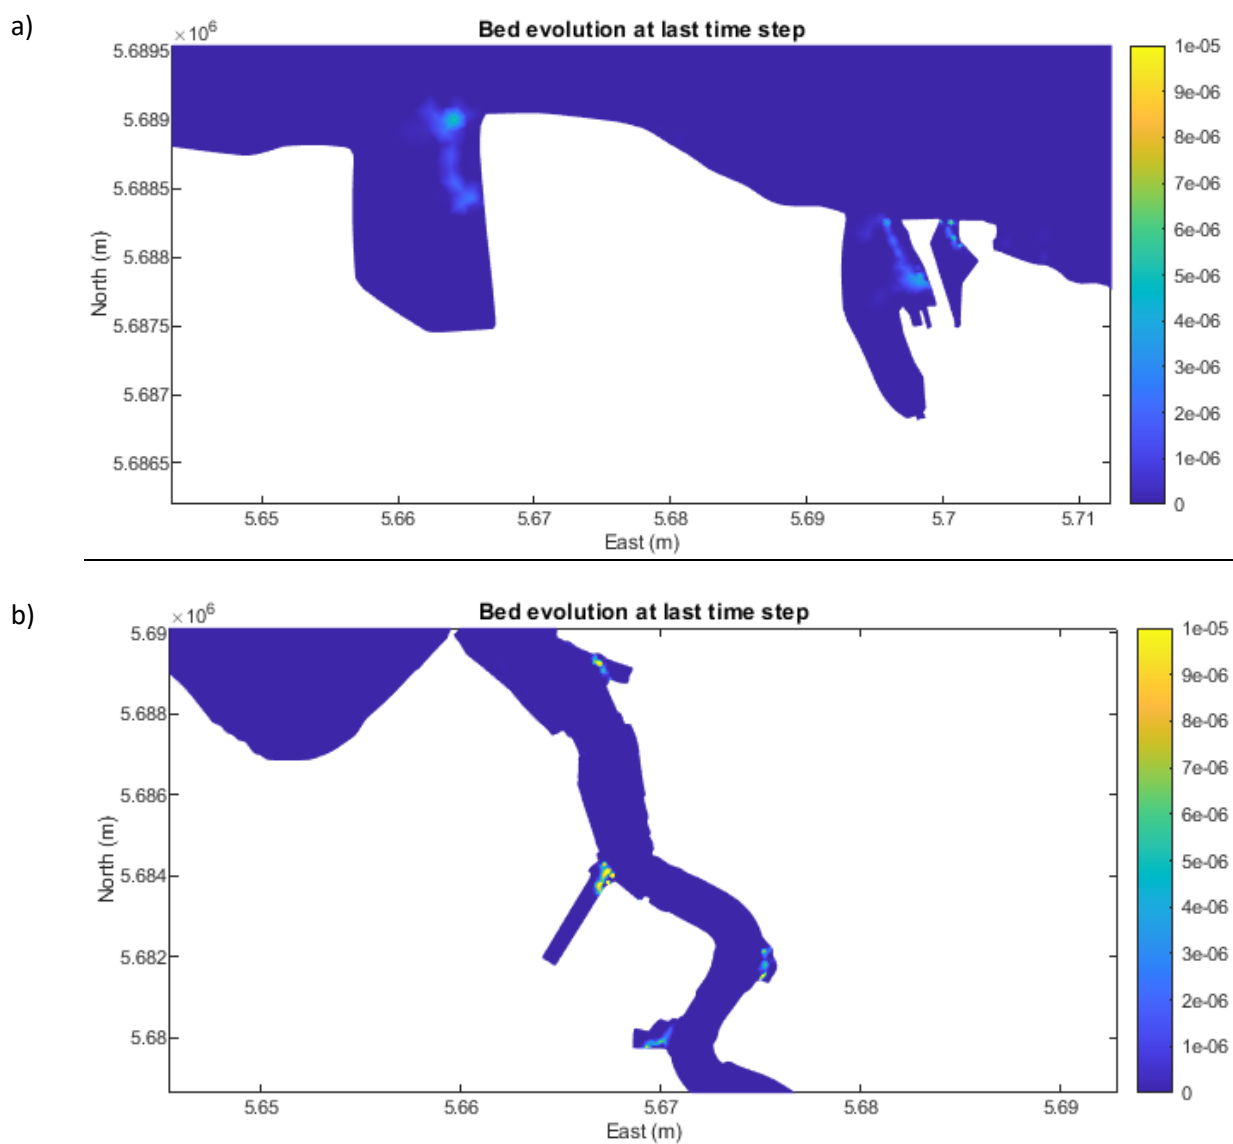 a)
×10⁶
Bed evolution at last time step
5.6895
5.689
5.6885
5.688
5.6875
5.687
5.6865
North (m)
5.65
5.66
5.67
5.68
5.69
5.7
5.71
East (m)
1e-05
9e-06
8e-06
7e-06
6e-06
5e-06
4e-06
3e-06
2e-06
1e-06
0
b)
×10⁶
Bed evolution at last time step
5.69
5.688
5.686
5.684
5.682
5.68
North (m)
5.65
5.66
5.67
5.68
5.69
East (m)
1e-05
9e-06
8e-06
7e-06
6e-06
5e-06
4e-06
3e-06
2e-06
1e-06
0